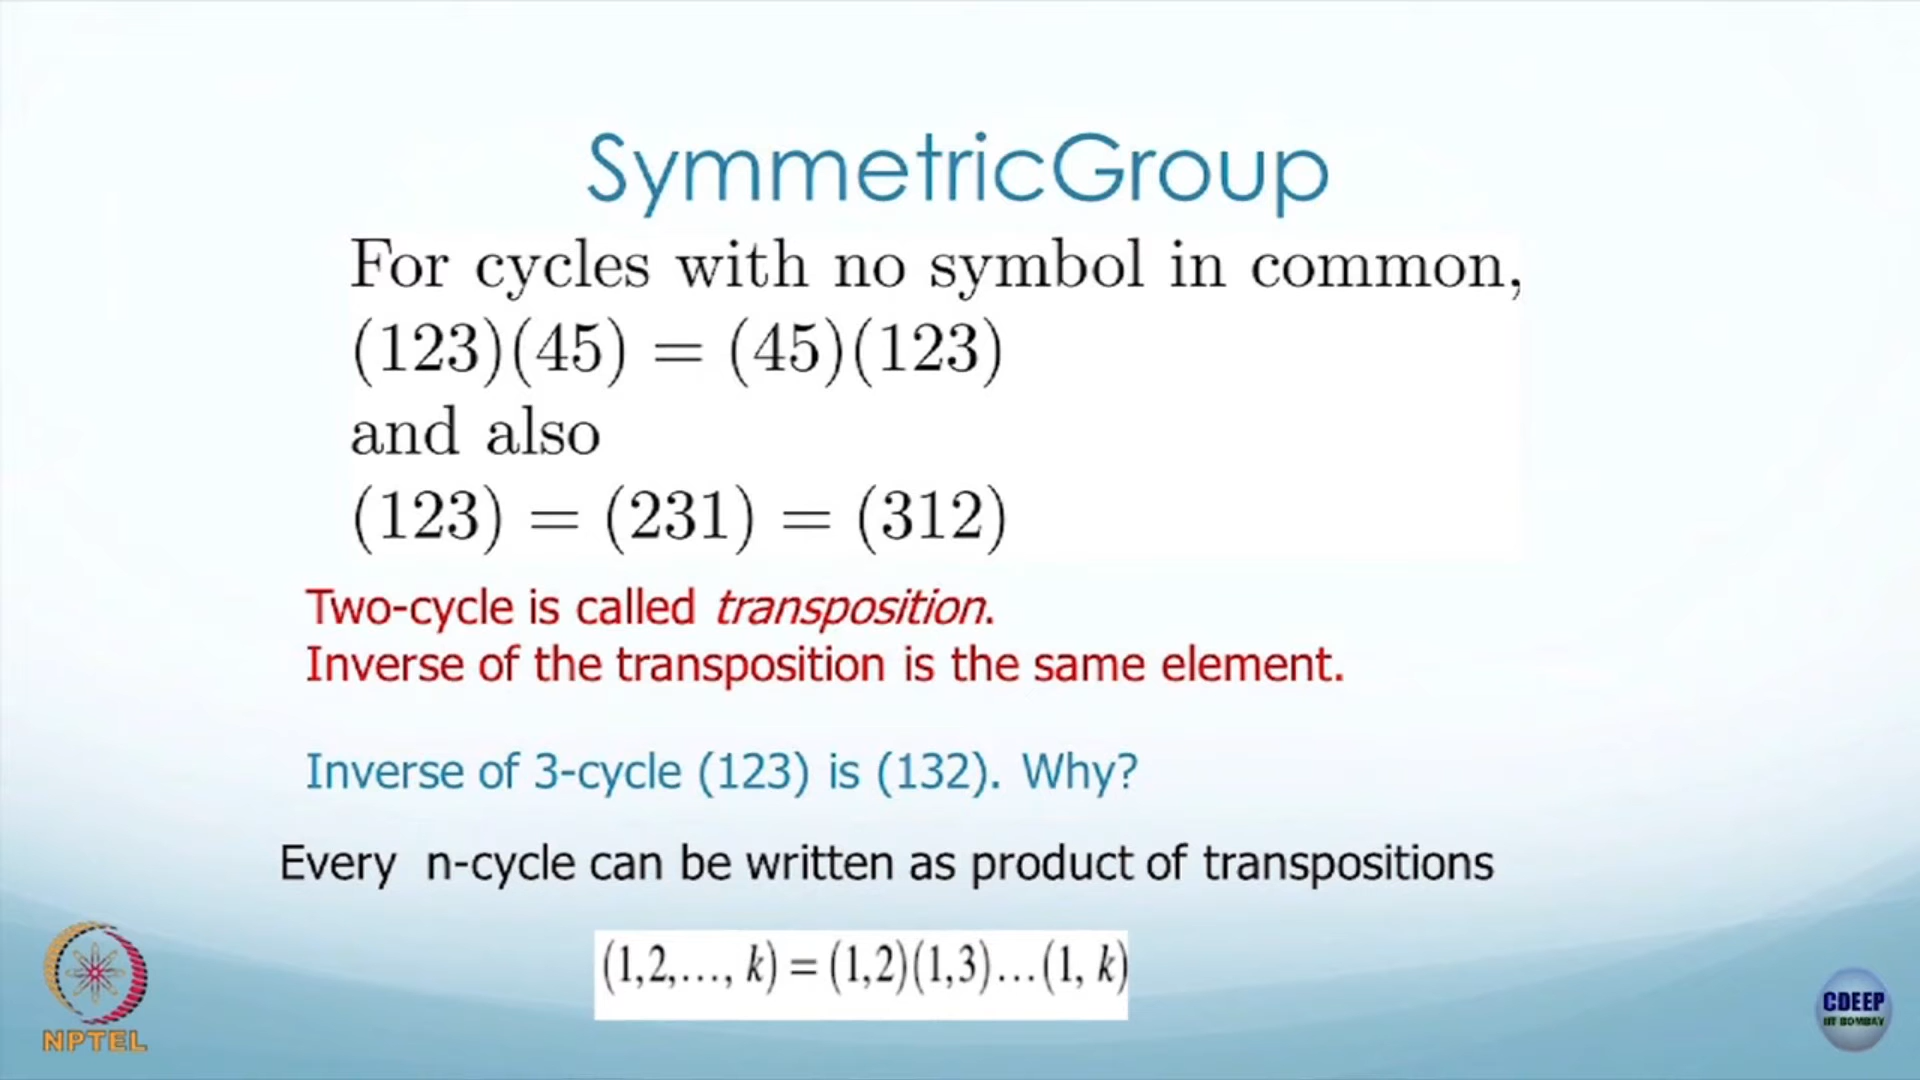 SymmetricGroup
For cycles with no symbol in common,
(123)(45) = (45)(123)
and also
(123) = (231) = (312)
Two-cycle is called transposition.
Inverse of the transposition is the same element.
Inverse of 3-cycle (123) is (132). Why?
Every n-cycle can be written as product of transpositions
(1,2,..., k) = (1,2)(1,3)...(1, k)
NPTEL
CDEEP
IIT BOMBAY